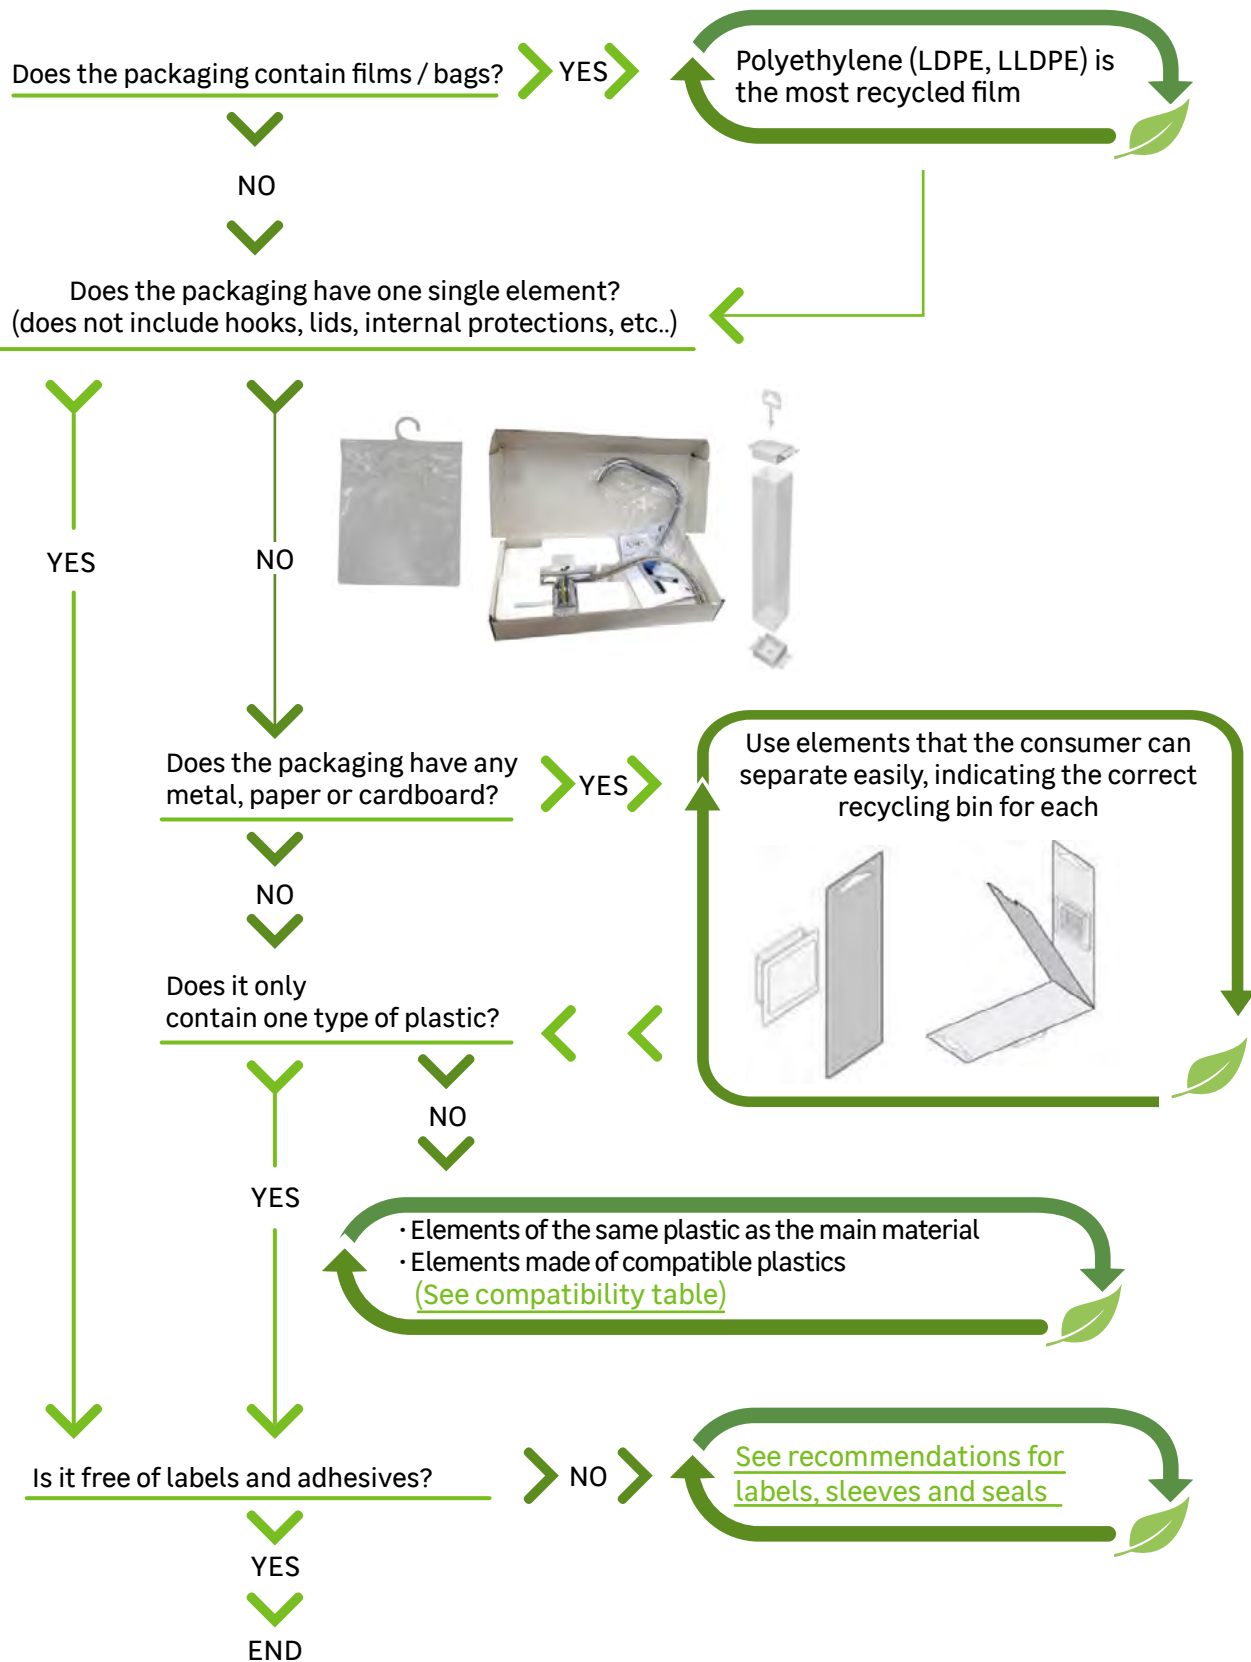 Does the packaging contain films / bags?
YES
Polyethylene (LDPE, LLDPE) is
the most recycled film
NO
Does the packaging have one single element?
(does not include hooks, lids, internal protections, etc..)
YES
NO
Does the packaging have any
metal, paper or cardboard?
YES
Use elements that the consumer can
separate easily, indicating the correct
recycling bin for each
NO
Does it only
contain one type of plastic?
NO
YES
· Elements of the same plastic as the main material
· Elements made of compatible plastics
(See compatibility table)
Is it free of labels and adhesives?
NO
See recommendations for
labels, sleeves and seals
YES
END